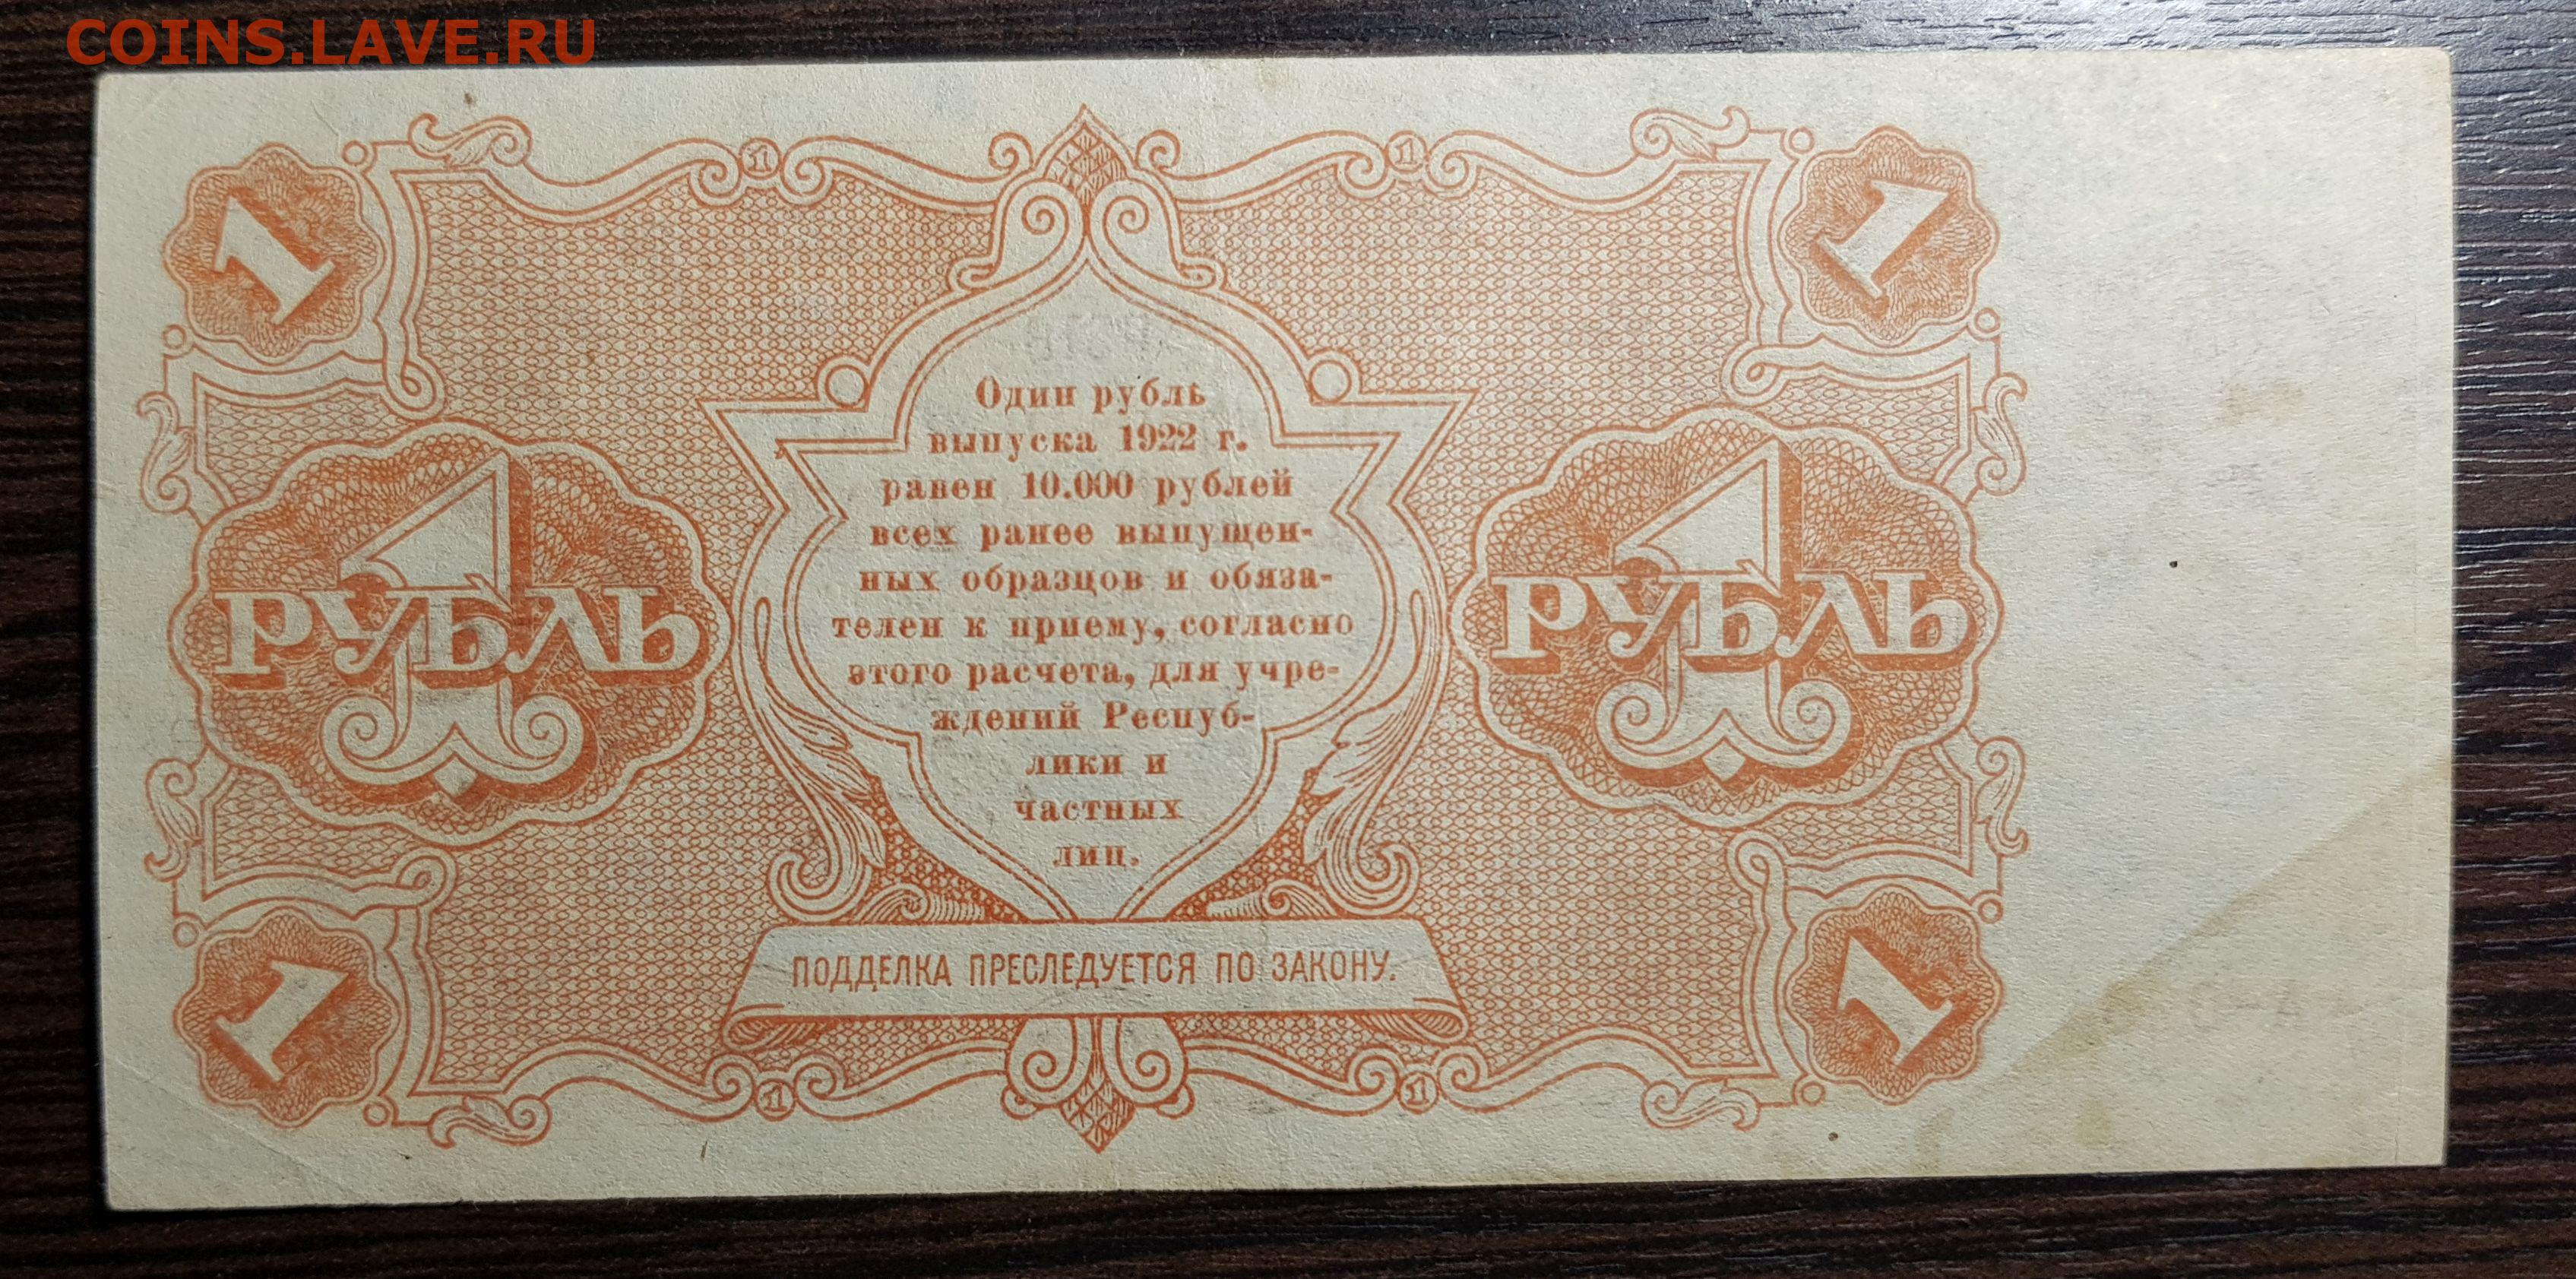 COINS.LAVE.RU
1 1 1 1
Один рубль
выпуска 1922 г.
равен 10.000 рублей
всех ранее выпущен-
ных образцов и обяза-
телен к приему, согласно
этого расчета, для учре-
ждений Респуб-
лики и
частных
лиц.
1 РУБЛЬ 1 РУБЛЬ
ПОДДЕЛКА ПРЕСЛЕДУЕТСЯ ПО ЗАКОНУ.
1 1 1 1